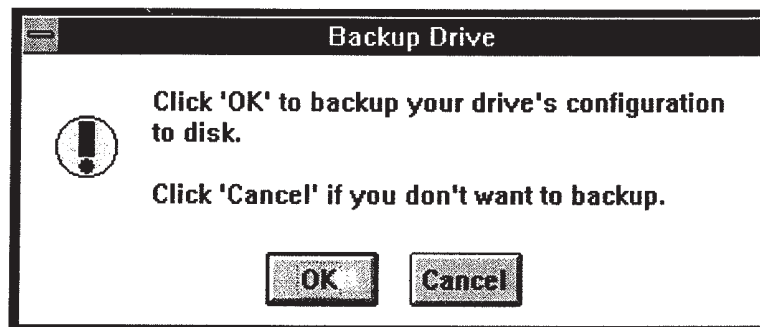 Backup Drive
Click 'OK' to backup your drive's configuration
to disk.
Click 'Cancel' if you don't want to backup.
OK Cancel